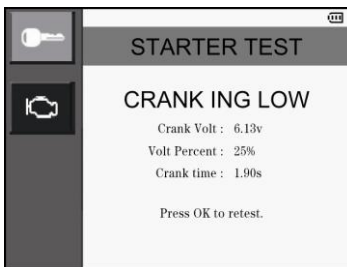 STARTER TEST
CRANK ING LOW
Crank Volt : 6.13v
Volt Percent : 25%
Crank time : 1.90s
Press OK to retest.